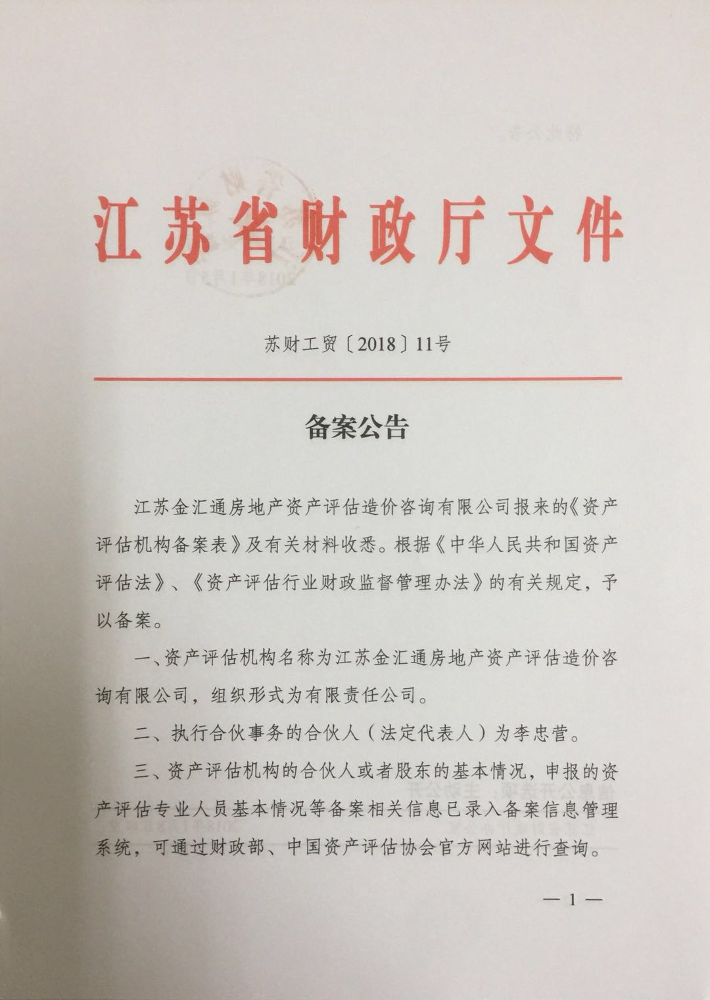 江苏省财政厅文件
苏财工贸〔2018〕11号
备案公告
江苏金汇通房地产资产评估造价咨询有限公司报来的《资产
评估机构备案表》及有关材料收悉。根据《中华人民共和国资产
评估法》、《资产评估行业财政监督管理办法》的有关规定，予
以备案。
一、资产评估机构名称为江苏金汇通房地产资产评估造价咨
询有限公司，组织形式为有限责任公司。
二、执行合伙事务的合伙人（法定代表人）为李忠营。
三、资产评估机构的合伙人或者股东的基本情况，申报的资
产评估专业人员基本情况等备案相关信息已录入备案信息管理
系统，可通过财政部、中国资产评估协会官方网站进行查询。
— 1 —